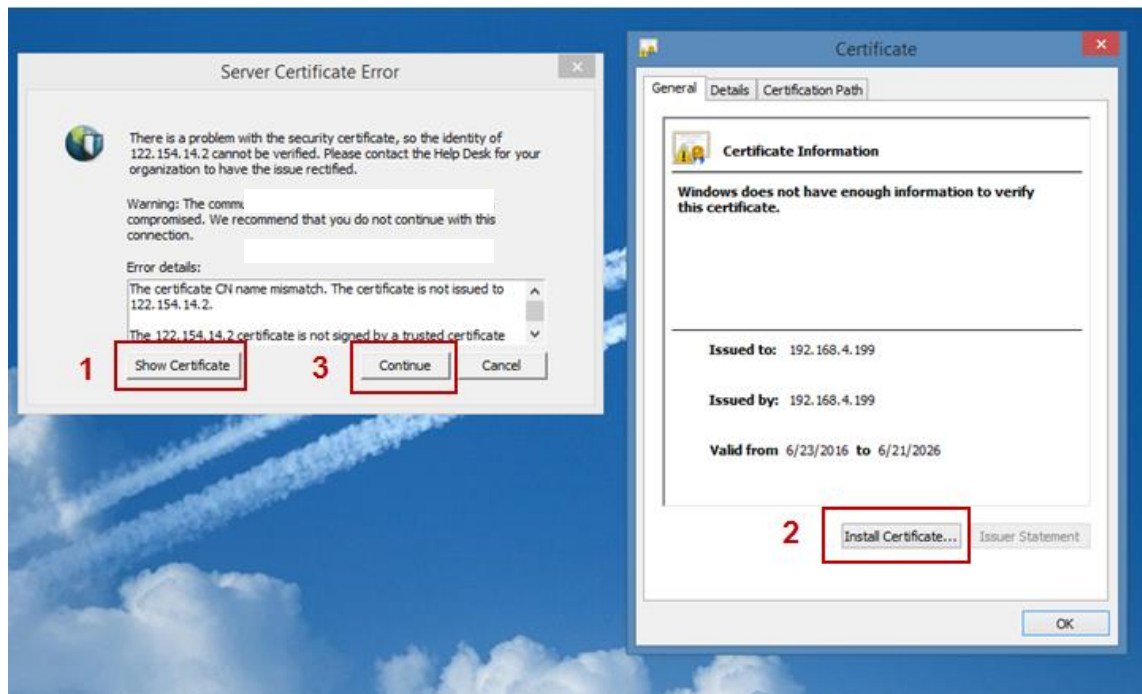 Server Certificate Error
There is a problem with the security certificate, so the identity of
122.154.14.2 cannot be verified. Please contact the Help Desk for your
organization to have the issue rectified.
Warning: The
compromised. We recommend that you do not continue with this
connection.
Error details:
The certificate CN name mismatch. The certificate is not issued to
122.154.14.2.
The 122.154.14.2 certificate is not signed by a trusted certificate
1
Show Certificate
3
Continue
Cancel
Certificate
General
Details
Certification Path
Certificate Information
Windows does not have enough information to verify
this certificate.
Issued to: 192.168.4.199
Issued by: 192.168.4.199
Valid from 6/23/2016 to 6/21/2026
2
Install Certificate...
Issuer Statement
OK